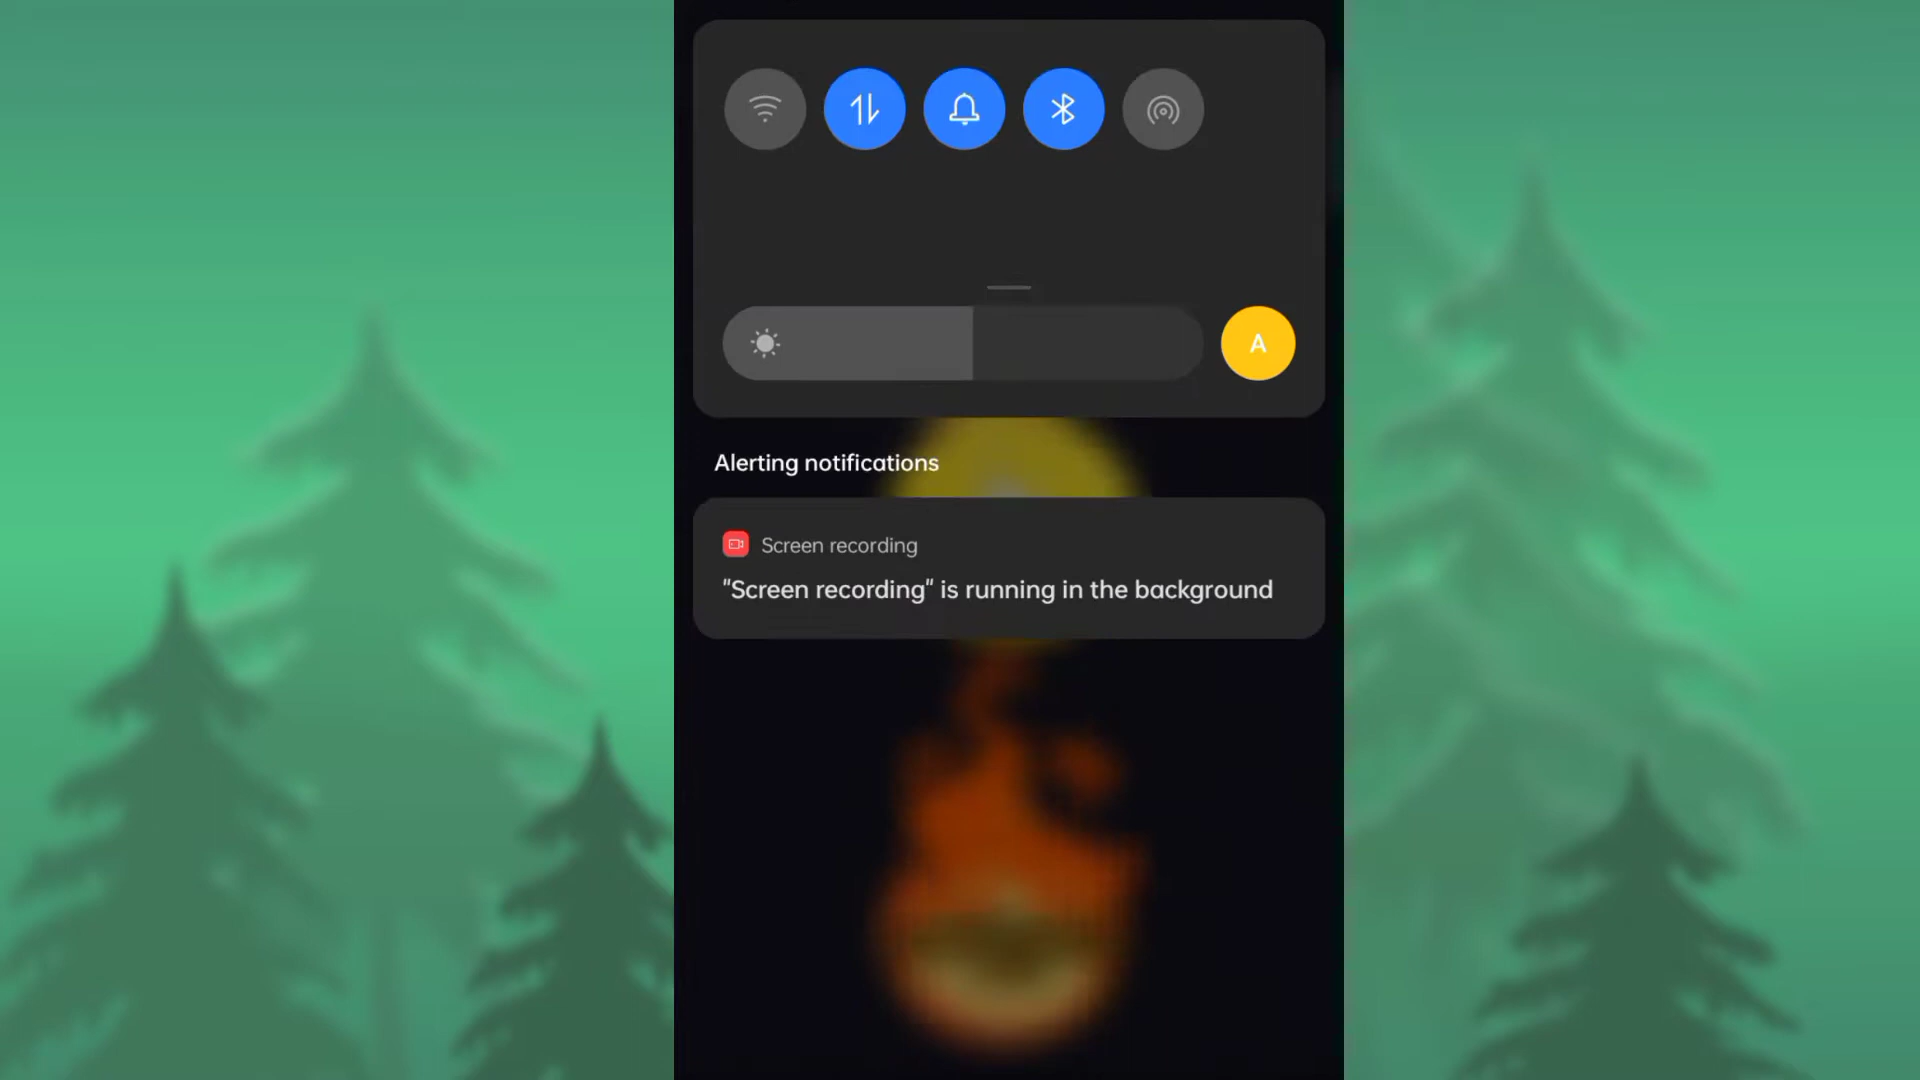 A
Alerting notifications
Screen recording
"Screen recording" is running in the background